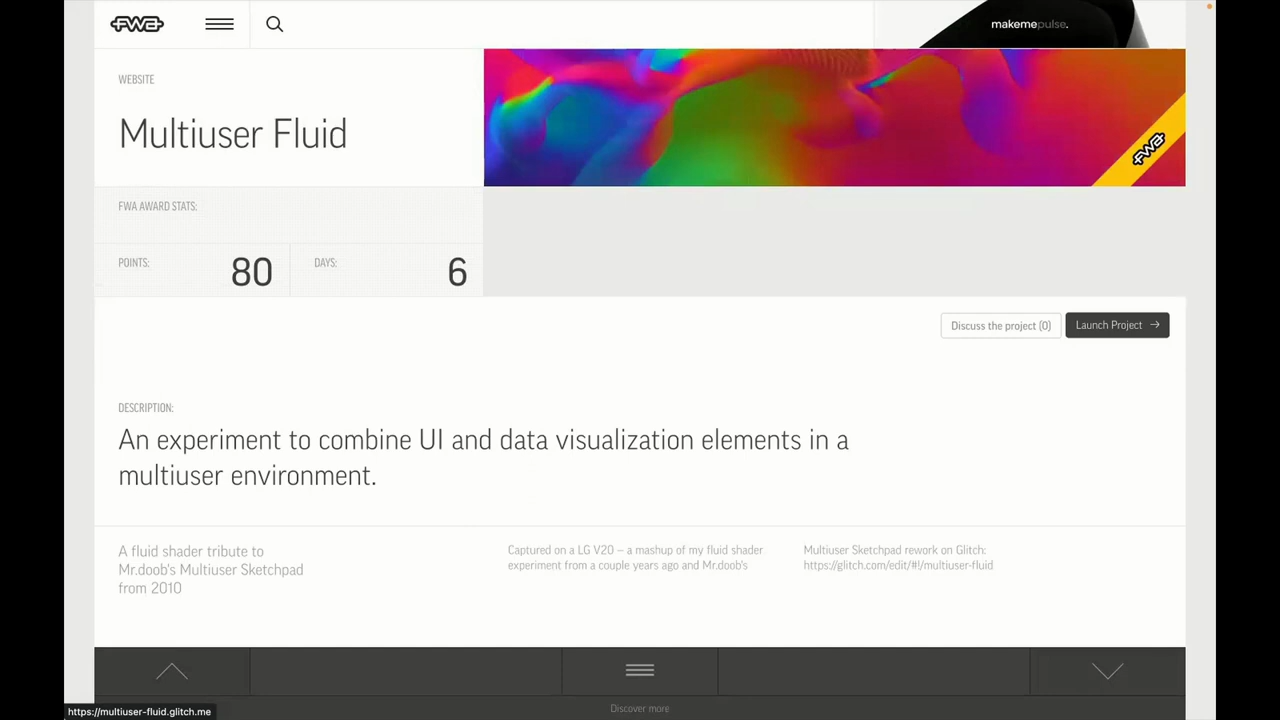 fwa
makemepulse.
WEBSITE
Multiuser Fluid
fwa
FWA AWARD STATS:
POINTS:
80
DAYS:
6
Discuss the project (0)
Launch Project
DESCRIPTION:
An experiment to combine UI and data visualization elements in a
multiuser environment.
A fluid shader tribute to
Mr.doob's Multiuser Sketchpad
from 2010
Captured on a LG V20 – a mashup of my fluid shader
experiment from a couple years ago and Mr.doob's
Multiuser Sketchpad rework on Glitch:
https://glitch.com/edit/#!/multiuser-fluid
Discover more
https://multiuser-fluid.glitch.me